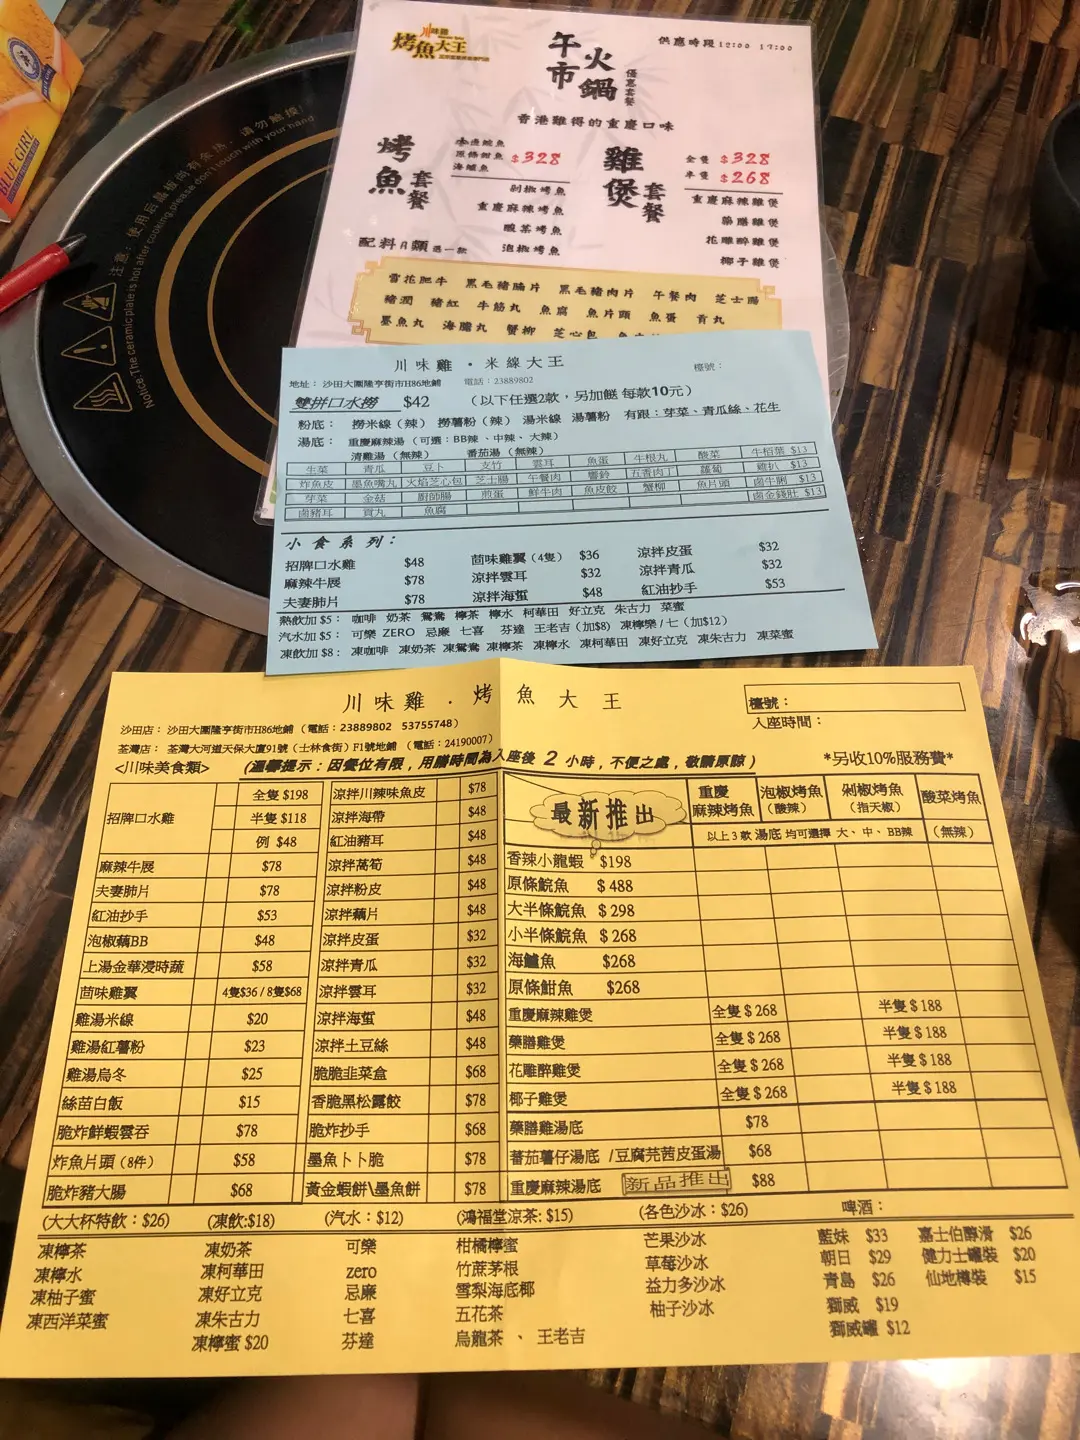 BLUE GIRL
注意：使用后瓷板尚有余热，请勿触摸！
Notice:The ceramic plate is hot after cooking,please don't touch with your hand
川味雞
烤魚大王
午市火鍋
優惠套餐
供應時段12:00 17:00
香港難得的重慶口味
烤魚套餐
原條鮁魚
海鱸魚
$328
剁椒烤魚
重慶麻辣烤魚
酸菜烤魚
泡椒烤魚
雞煲套餐
全隻 $328
半隻 $268
重慶麻辣雞煲
藥膳雞煲
花雕醉雞煲
椰子雞煲
雪花肥牛 黑毛豬腩片 黑毛豬肉片 午餐肉 芝士腸
豬潤 豬紅 牛筋丸 魚腐 魚片頭 魚蛋 貢丸
墨魚丸 海膽丸 蟹柳 芝心包
川味雞・米線大王
檯號：
地址： 沙田大圍隆亨街市H86地鋪 電話：23889802
雙拼口水撈 $42 （以下任選2款，另加餸 每款10元）
粉底： 撈米線（辣） 撈薯粉（辣） 湯米線 湯薯粉 有跟：芽菜、青瓜絲、花生
湯底： 重慶麻辣湯（可選：BB辣、中辣、大辣）
清雞湯（無辣） 番茄湯（無辣）
生菜 青瓜 豆卜 支竹 雲耳 魚蛋 牛根丸 酸菜 牛栢葉 $13
炸魚皮 墨魚嘴丸 火焰芝心包 芝士腸 午餐肉 響鈴 五香肉丁 蘿蔔 雞扒 $13
芽菜 金菇 廚師腸 煎蛋 鮮牛肉 魚皮餃 蟹柳 魚片頭 鹵牛脷 $13
鹵豬耳 貢丸 魚腐 鹵金錢肚 $13
小食系列：
招牌口水雞 $48 茴味雞翼（4隻） $36 涼拌皮蛋 $32
麻辣牛展 $78 涼拌雲耳 $32 涼拌青瓜 $32
夫妻肺片 $78 涼拌海蜇 $48 紅油抄手 $53
熱飲加 $5： 咖啡 奶茶 鴛鴦 檸茶 檸水 柯華田 好立克 朱古力 菜蜜
汽水加 $5： 可樂 ZERO 忌廉 七喜 芬達 王老吉（加$8） 凍檸樂/七（加$12）
凍飲加 $8： 凍咖啡 凍奶茶 凍鴛鴦 凍檸茶 凍檸水 凍柯華田 凍好立克 凍朱古力 凍菜蜜
川味雞．烤魚大王
檯號：
入座時間：
沙田店： 沙田大圍隆亨街市H86地鋪 （電話：23889802 53755748）
荃灣店： 荃灣大河道天保大廈91號（士林食街）F1號地鋪 （電話：24190007）
<川味美食類> (溫馨提示：因餐位有限，用膳時間為入座後 2 小時，不便之處，敬請原諒) *另收10%服務費*
招牌口水雞 全隻 $198
半隻 $118
例 $48
麻辣牛展 $78
夫妻肺片 $78
紅油抄手 $53
泡椒藕BB $48
上湯金華浸時蔬 $58
茴味雞翼 4隻$36 / 8隻$68
雞湯米線 $20
雞湯紅薯粉 $23
雞湯烏冬 $25
絲苗白飯 $15
脆炸鮮蝦雲吞 $78
炸魚片頭（8件） $58
脆炸豬大腸 $68
涼拌川辣味魚皮 $78
涼拌海帶 $48
紅油豬耳 $48
涼拌萵筍 $48
涼拌粉皮 $48
涼拌藕片 $48
涼拌皮蛋 $32
涼拌青瓜 $32
涼拌雲耳 $32
涼拌海蜇 $48
涼拌土豆絲 $48
脆脆韭菜盒 $68
香脆黑松露餃 $78
脆炸抄手 $68
墨魚卜卜脆 $78
黃金蝦餅\墨魚餅 $78
最新推出
重慶麻辣烤魚 泡椒烤魚（酸辣） 剁椒烤魚（指天椒） 酸菜烤魚
以上3款湯底 均可選擇 大、中、BB辣 （無辣）
香辣小龍蝦 $198
原條鯇魚 $ 488
大半條鯇魚 $ 298
小半條鯇魚 $ 268
海鱸魚 $268
原條鮁魚 $268
重慶麻辣雞煲 全隻 $ 268 半隻 $ 188
藥膳雞煲 全隻 $ 268 半隻 $ 188
花雕醉雞煲 全隻 $ 268 半隻 $ 188
椰子雞煲 全隻 $ 268 半隻 $ 188
藥膳雞湯底 $78
蕃茄薯仔湯底 /豆腐芫茜皮蛋湯 $68
重慶麻辣湯底 新品推出 $88
(大大杯特飲：$26) (凍飲:$18) (汽水：$12) (鴻福堂涼茶: $15) (各色沙冰：$26) 啤酒：
凍檸茶 凍奶茶 可樂 柑橘檸蜜 芒果沙冰 藍妹 $33 嘉士伯醇滑 $26
凍檸水 凍柯華田 zero 竹蔗茅根 草莓沙冰 朝日 $29 健力士罐裝 $20
凍柚子蜜 凍好立克 忌廉 雪梨海底椰 益力多沙冰 青島 $26 仙地樽裝 $15
凍西洋菜蜜 凍朱古力 七喜 五花茶 柚子沙冰 獅威 $19
凍檸蜜 $20 芬達 烏龍茶 、 王老吉 獅威罐 $12